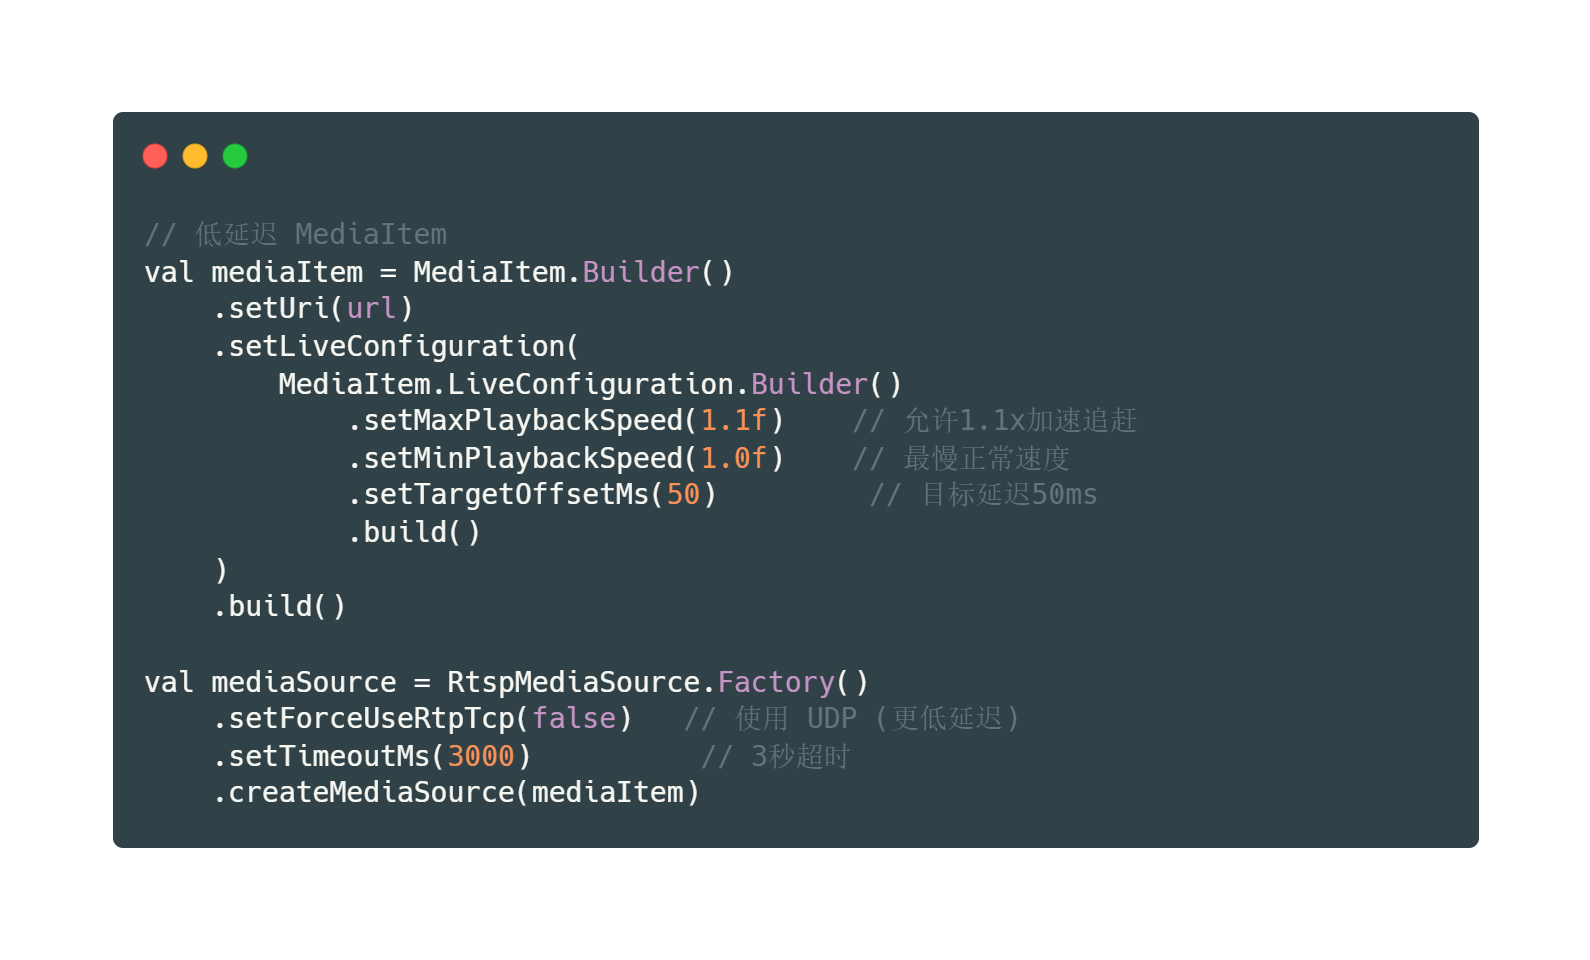 // 低延迟 MediaItem
val mediaItem = MediaItem.Builder()
    .setUri(url)
    .setLiveConfiguration(
        MediaItem.LiveConfiguration.Builder()
            .setMaxPlaybackSpeed(1.1f)    // 允许1.1x加速追赶
            .setMinPlaybackSpeed(1.0f)    // 最慢正常速度
            .setTargetOffsetMs(50)         // 目标延迟50ms
            .build()
    )
    .build()

val mediaSource = RtspMediaSource.Factory()
    .setForceUseRtpTcp(false)   // 使用 UDP (更低延迟)
    .setTimeoutMs(3000)          // 3秒超时
    .createMediaSource(mediaItem)